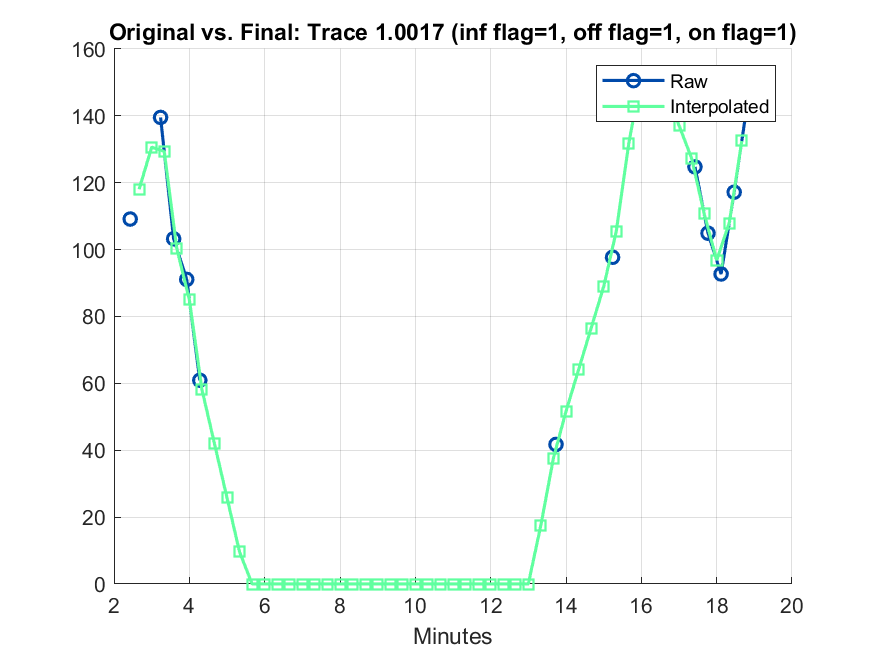 Original vs. Final: Trace 1.0017 (inf flag=1, off flag=1, on flag=1)
160
140
120
100
80
60
40
20
0
Raw
Interpolated
2 4 6 8 10 12 14 16 18 20
Minutes